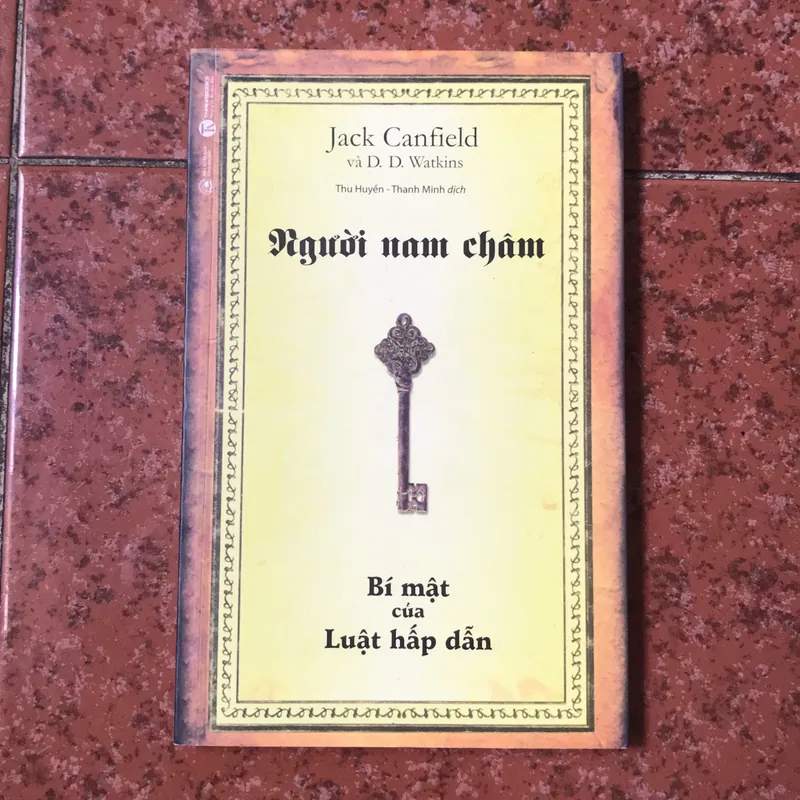 Jack Canfield
và D. D. Watkins
Thu Huyền - Thanh Minh dịch
Người nam châm
Bí mật
của
Luật hấp dẫn